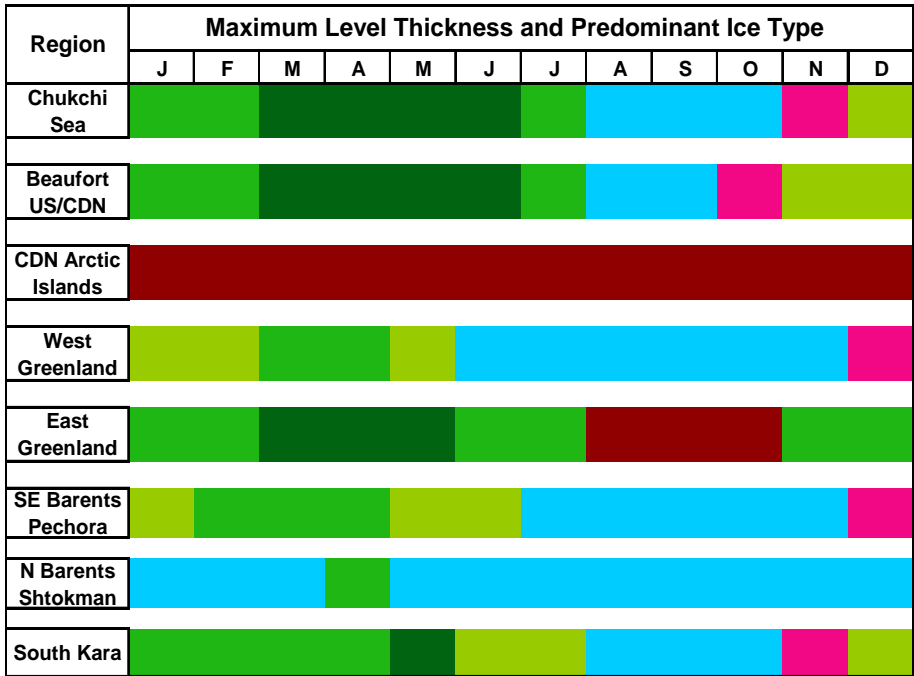 Region
Maximum Level Thickness and Predominant Ice Type
J F M A M J J A S O N D
Chukchi
Sea
Beaufort
US/CDN
CDN Arctic
Islands
West
Greenland
East
Greenland
SE Barents
Pechora
N Barents
Shtokman
South Kara